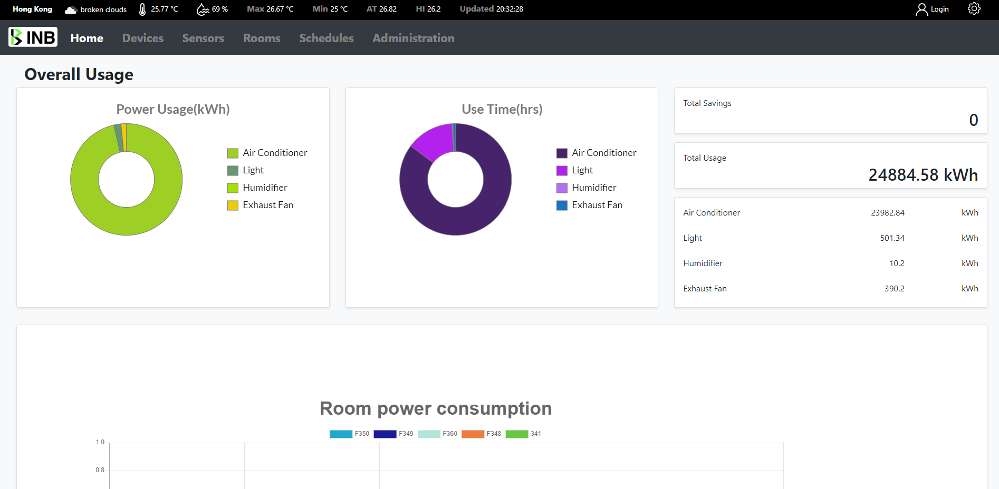 Hong Kong broken clouds 25.77 °C 69 % Max 26.67 °C Min 25 °C AT 26.82 HI 26.2 Updated 20:32:28 Login
INB Home Devices Sensors Rooms Schedules Administration
Overall Usage
Power Usage(kWh)
Air Conditioner
Light
Humidifier
Exhaust Fan
Use Time(hrs)
Air Conditioner
Light
Humidifier
Exhaust Fan
Total Savings
0
Total Usage
24884.58 kWh
Air Conditioner 23982.84 kWh
Light 501.34 kWh
Humidifier 10.2 kWh
Exhaust Fan 390.2 kWh
Room power consumption
F350 F349 F360 F348 341
1.0
0.8